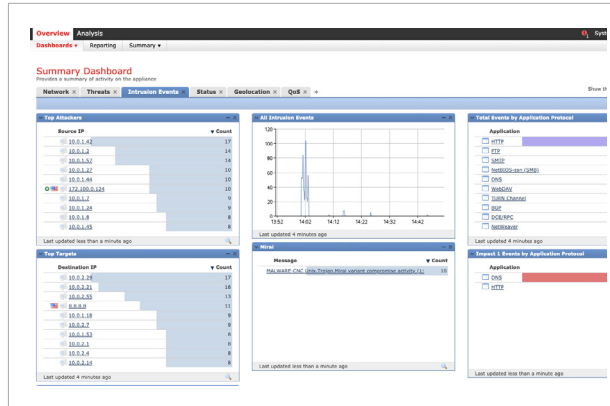 Overview Analysis
Syst
Dashboards ▾ Reporting Summary ▾
Summary Dashboard
Provides a summary of activity on the appliance
Network × Threats × Intrusion Events × Status × Geolocation × QoS × +
Show th
Top Attackers
Source IP ▼ Count
10.0.1.42 17
10.0.1.2 14
10.0.1.57 14
10.0.1.27 10
10.0.1.44 10
172.100.0.124 10
10.0.1.7 9
10.0.1.24 9
10.0.1.8 8
10.0.1.45 8
Last updated less than a minute ago
All Intrusion Events
120
100
80
60
40
20
0
13:52 14:02 14:12 14:22 14:32 14:42
Last updated 4 minutes ago
Total Events by Application Protocol
Application
HTTP
FTP
SMTP
NetBIOS-ssn (SMB)
DNS
WebDAV
TURN Channel
BGP
DCE/RPC
NetWeaver
Last updated 4 minutes ago
Top Targets
Destination IP ▼ Count
10.0.2.29 17
10.0.2.21 16
10.0.2.55 13
8.8.8.8 11
10.0.1.18 9
10.0.2.7 9
10.0.1.53 8
10.0.2.1 8
10.0.2.4 8
10.0.2.14 8
Last updated 4 minutes ago
Mirai
Message ▼ Count
MALWARE-CNC Unix.Trojan.Mirai variant compromise activity (1: 10
Last updated less than a minute ago
Impact 1 Events by Application Protocol
Application
DNS
HTTP
Last updated less than a minute ago